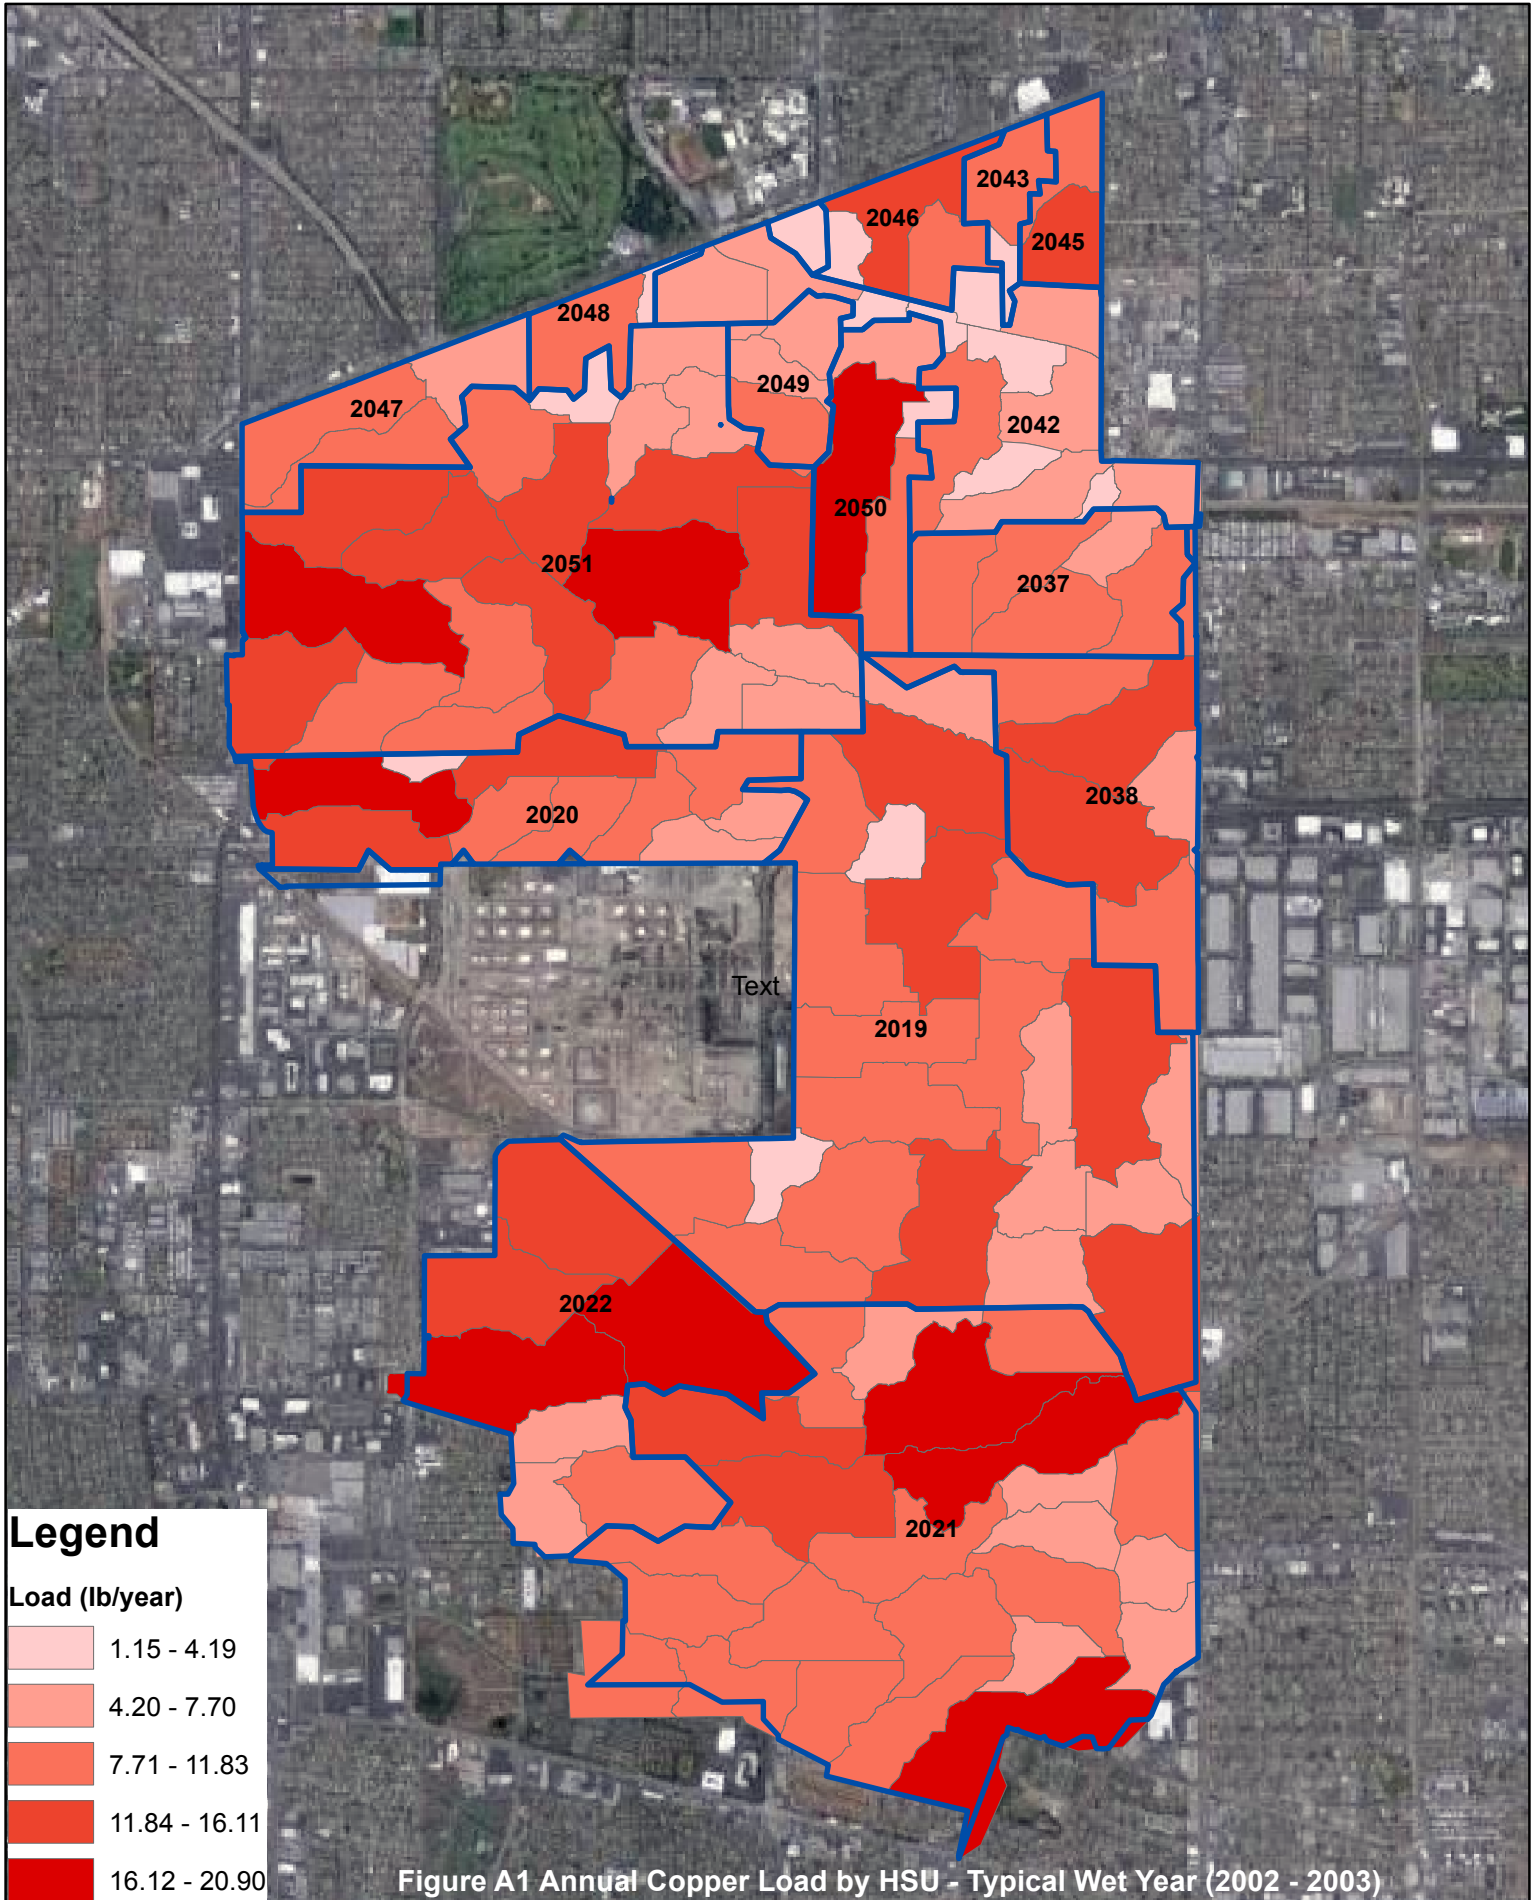 2043
2046
2045
2048
2049
2047
2042
2050
2051
2037
2038
2020
Text
2019
2022
2021
Legend
Load (lb/year)
1.15 - 4.19
4.20 - 7.70
7.71 - 11.83
11.84 - 16.11
16.12 - 20.90
Figure A1 Annual Copper Load by HSU - Typical Wet Year (2002 - 2003)